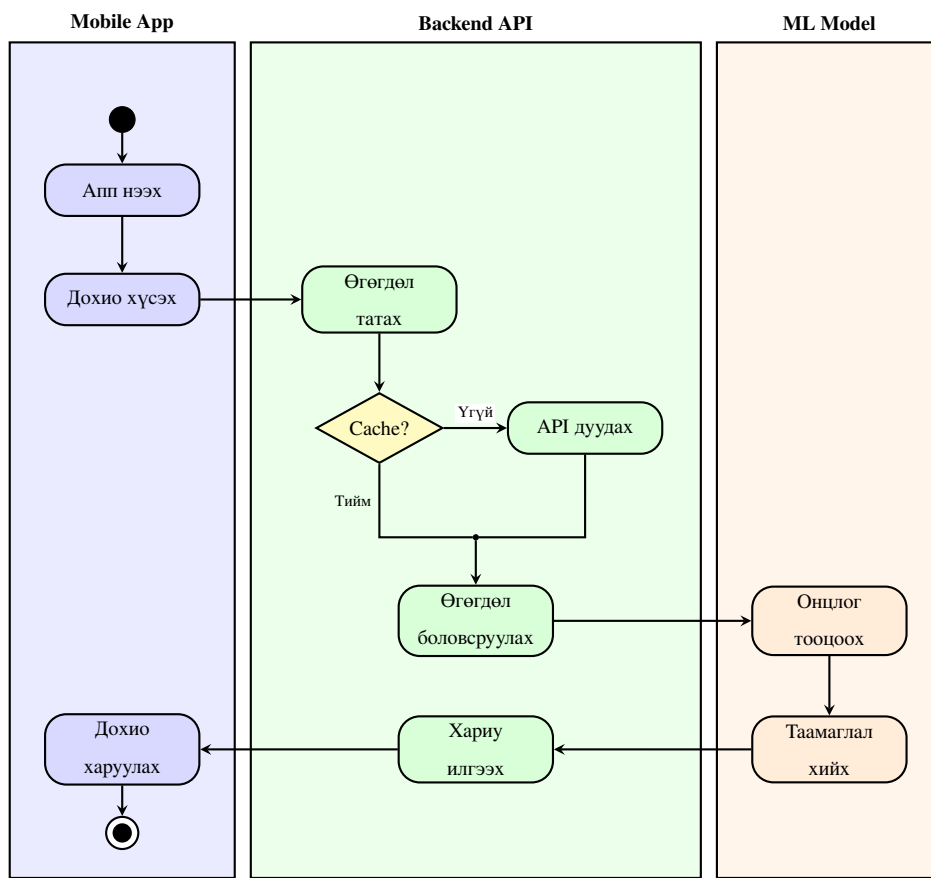 Mobile App
Backend API
ML Model
Апп нээх
Дохио хүсэх
Өгөгдөл
татах
Cache?
Үгүй
API дуудах
Тийм
Өгөгдөл
боловсруулах
Онцлог
тооцоох
Дохио
харуулах
Хариу
илгээх
Таамаглал
хийх